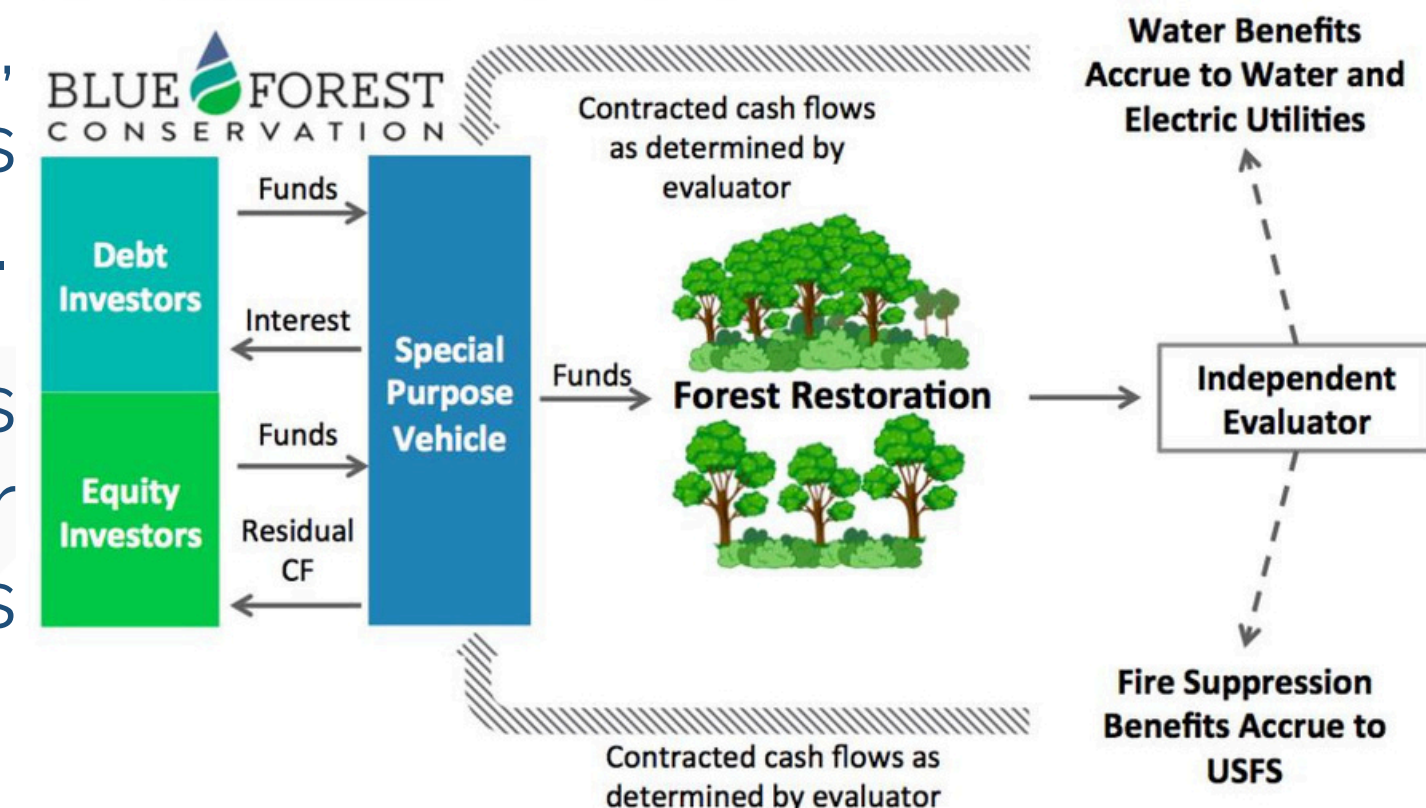 BLUE FOREST
CONSERVATION
Debt
Investors
Equity
Investors
Funds
Interest
Funds
Residual
CF
Special
Purpose
Vehicle
Contracted cash flows
as determined by
evaluator
Funds
Forest Restoration
Water Benefits
Accrue to Water and
Electric Utilities
Independent
Evaluator
Fire Suppression
Benefits Accrue to
USFS
Contracted cash flows as
determined by evaluator